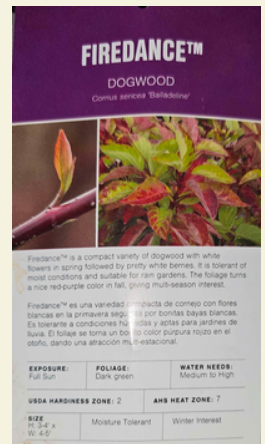 FIREDANCE™
DOGWOOD
Cornus sericea 'Bailadeline'
Firedance™ is a compact variety of dogwood with white
flowers in spring followed by pretty white berries. It is tolerant of
moist conditions and suitable for rain gardens. The foliage turns
a nice red-purple color in fall, giving multi-season interest.
Firedance™ es una variedad compacta de cornejo con flores
blancas en la primavera seguidas por bonitas bayas blancas.
Es tolerante a condiciones húmedas y aptas para jardines de
lluvia. El follaje se torna un bonito color púrpura rojizo en el
otoño, dando una atracción multi-estacional.
EXPOSURE:
Full Sun
FOLIAGE:
Dark green
WATER NEEDS:
Medium to High
USDA HARDINESS ZONE: 2
AHS HEAT ZONE: 7
SIZE
H: 3-4' x
W: 4-5'
Moisture Tolerant
Winter Interest